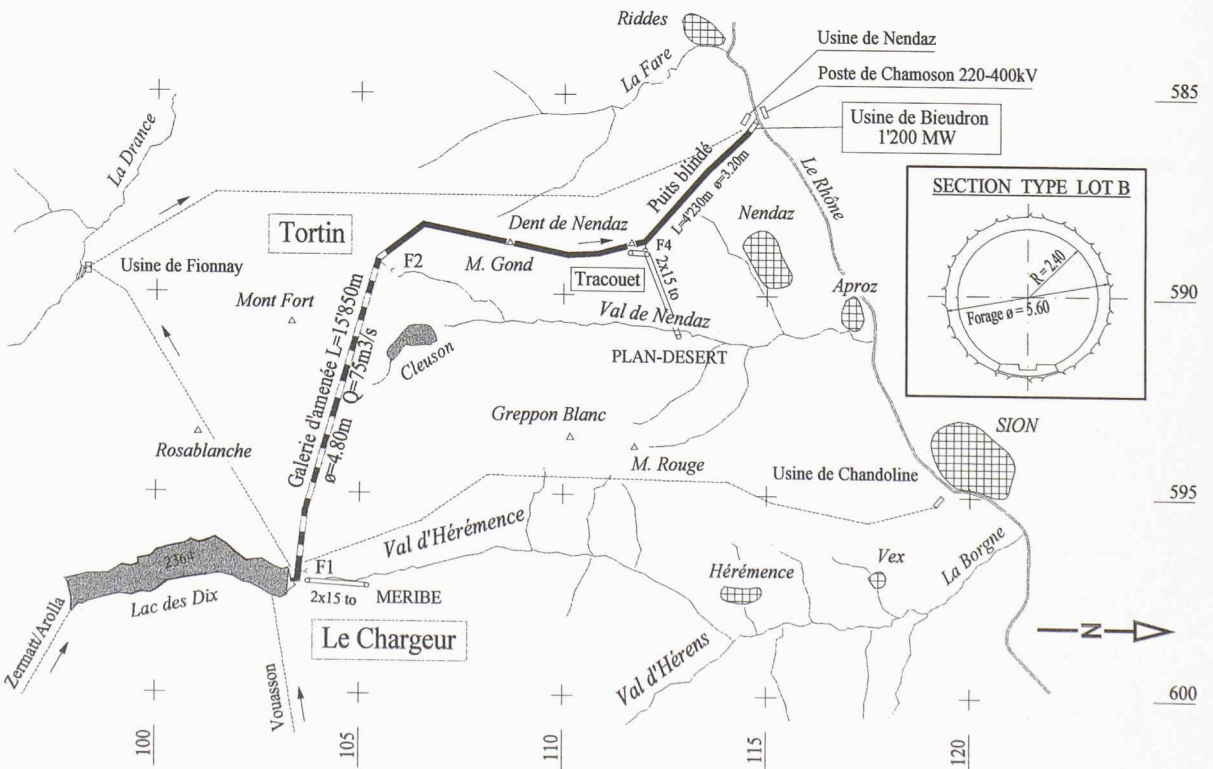 Riddes
Usine de Nendaz
La Fare
Poste de Chamoson 220-400kV
585
Usine de Bieudron
1'200 MW
La Drance
Puits blindé
L=4'230m ø=3.20m
Le Rhône
SECTION TYPE LOT B
R = 2.40
Forage ø = 5.60
Tortin
Dent de Nendaz
Nendaz
F4
Usine de Fionnay
F2
M. Gond
Tracouet
2x15 to
Aproz
590
Mont Fort
Val de Nendaz
Cleuson
PLAN-DESERT
Galerie d'amenée L=15'850m
ø=4.80m Q=75m3/s
Greppon Blanc
SION
Rosablanche
M. Rouge
Usine de Chandoline
595
Val d'Hérémence
2364
F1
Vex
La Borgne
Hérémence
Lac des Dix
2x15 to
MERIBE
Le Chargeur
N
Zermatt/Arolla
Val d'Hérens
Vouasson
600
100
105
110
115
120